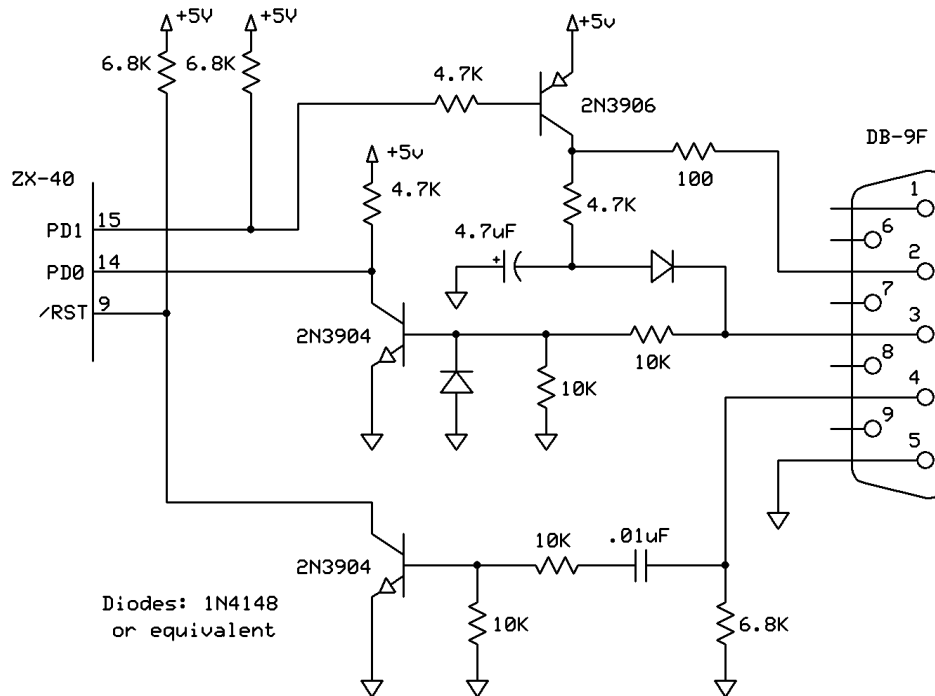 +5V +5V +5v
6.8K 6.8K
4.7K
2N3906
DB-9F
+5v
ZX-40
4.7K
100
4.7K
1
PD1 15
6
4.7uF
+
2
PD0 14
7
/RST 9
3
2N3904
10K
8
10K
4
9
5
2N3904
10K
.01uF
Diodes: 1N4148
or equivalent
10K
6.8K